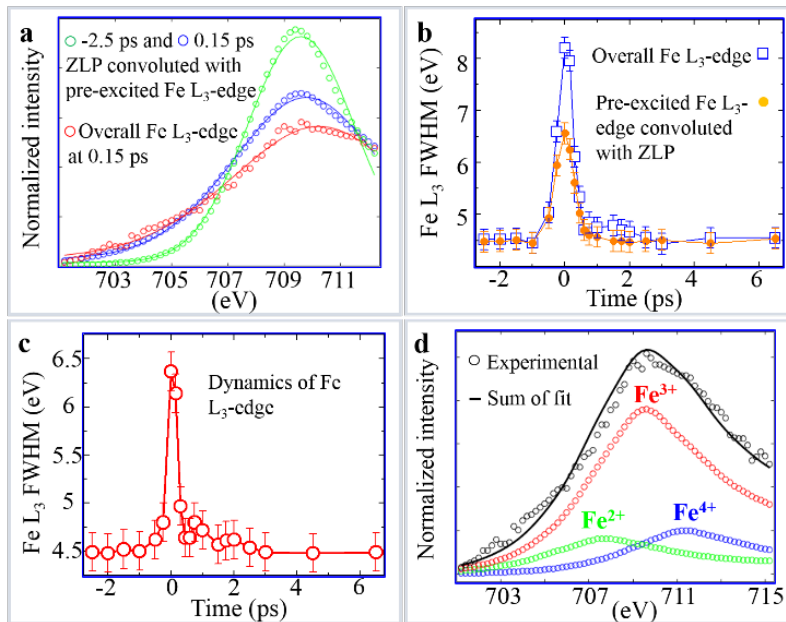 a
-2.5 ps and 0.15 ps
ZLP convoluted with
pre-excited Fe L₃-edge
Overall Fe L₃-edge
at 0.15 ps
Normalized intensity
703 705 707 709 711
(eV)
b
Overall Fe L₃-edge
Pre-excited Fe L₃-
edge convoluted
with ZLP
Fe L₃ FWHM (eV)
8
7
6
5
4.5
-2 0 2 4 6
Time (ps)
c
Dynamics of Fe
L₃-edge
Fe L₃ FWHM (eV)
6.5
6
5.5
5
4.5
-2 0 2 4 6
Time (ps)
d
Experimental
Sum of fit
Fe³⁺
Fe²⁺
Fe⁴⁺
Normalized intensity
703 707 711 715
(eV)